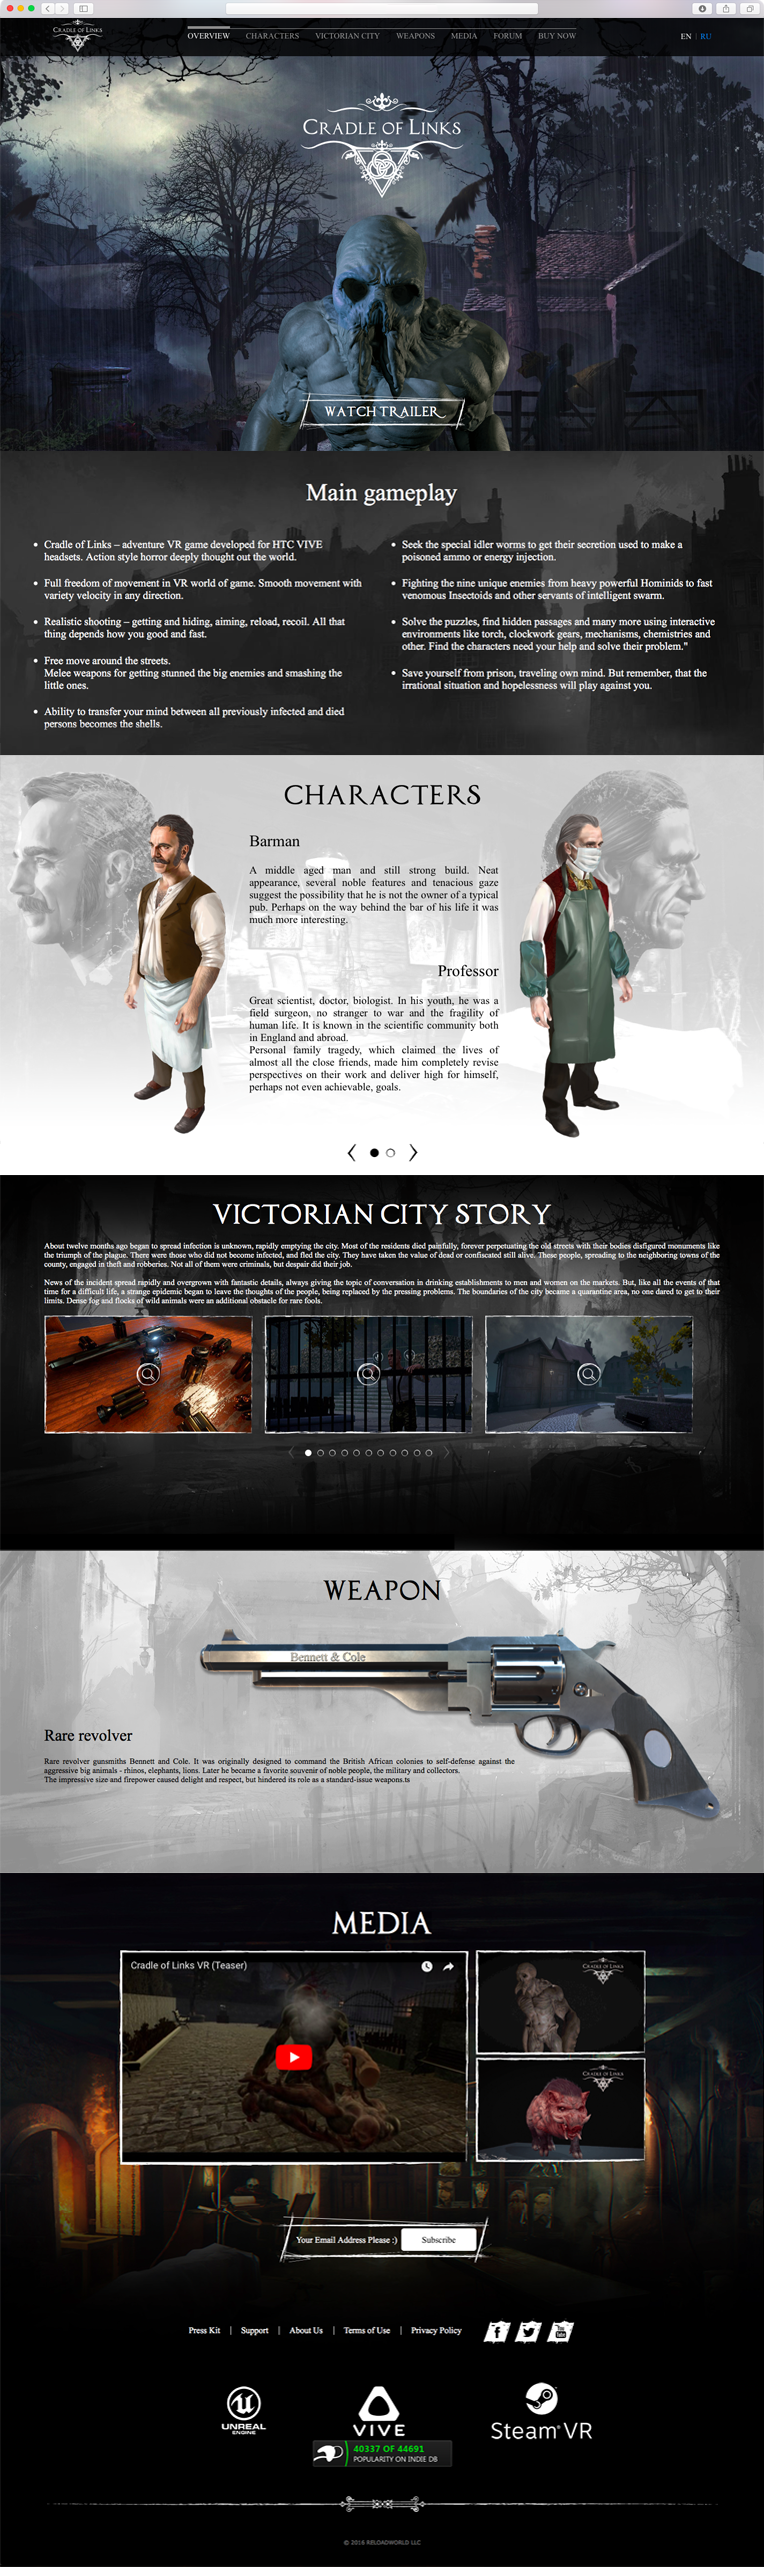 CRADLE OF LINKS
OVERVIEW CHARACTERS VICTORIAN CITY WEAPONS MEDIA FORUM BUY NOW
EN | RU
CRADLE OF LINKS
WATCH TRAILER
Main gameplay
Cradle of Links – adventure VR game developed for HTC VIVE
headsets. Action style horror deeply thought out the world.
Full freedom of movement in VR world of game. Smooth movement with
variety velocity in any direction.
Realistic shooting – getting and hiding, aiming, reload, recoil. All that
thing depends how you good and fast.
Free move around the streets.
Melee weapons for getting stunned the big enemies and smashing the
little ones.
Ability to transfer your mind between all previously infected and died
persons becomes the shells.
Seek the special idler worms to get their secretion used to make a
poisoned ammo or energy injection.
Fighting the nine unique enemies from heavy powerful Hominids to fast
venomous Insectoids and other servants of intelligent swarm.
Solve the puzzles, find hidden passages and many more using interactive
environments like torch, clockwork gears, mechanisms, chemistries and
other. Find the characters need your help and solve their problem."
Save yourself from prison, traveling own mind. But remember, that the
irrational situation and hopelessness will play against you.
CHARACTERS
Barman
A middle aged man and still strong build. Neat
appearance, several noble features and tenacious gaze
suggest the possibility that he is not the owner of a typical
pub. Perhaps on the way behind the bar of his life it was
much more interesting.
Professor
Great scientist, doctor, biologist. In his youth, he was a
field surgeon, no stranger to war and the fragility of
human life. It is known in the scientific community both
in England and abroad.
Personal family tragedy, which claimed the lives of
almost all the close friends, made him completely revise
perspectives on their work and deliver high for himself,
perhaps not even achievable, goals.
VICTORIAN CITY STORY
About twelve months ago began to spread infection is unknown, rapidly emptying the city. Most of the residents died painfully, forever perpetuating the old streets with their bodies disfigured monuments like
the triumph of the plague. There were those who did not become infected, and fled the city. They have taken the value of dead or confiscated still alive. These people, spreading to the neighboring towns of the
county, engaged in theft and robberies. Not all of them were criminals, but despair did their job.
News of the incident spread rapidly and overgrown with fantastic details, always giving the topic of conversation in drinking establishments to men and women on the markets. But, like all the events of that
time for a difficult life, a strange epidemic began to leave the thoughts of the people, being replaced by the pressing problems. The boundaries of the city became a quarantine area, no one dared to get to their
limits. Dense fog and flocks of wild animals were an additional obstacle for rare fools.
WEAPON
Bennett & Cole
Rare revolver
Rare revolver gunsmiths Bennett and Cole. It was originally designed to command the British African colonies to self-defense against the
aggressive big animals - rhinos, elephants, lions. Later he became a favorite souvenir of noble people, the military and collectors.
The impressive size and firepower caused delight and respect, but hindered its role as a standard-issue weapons.ts
MEDIA
Cradle of Links VR (Teaser)
CRADLE OF LINKS
CRADLE OF LINKS
Your Email Address Please :) Subscribe
Press Kit | Support | About Us | Terms of Use | Privacy Policy
You Tube
UNREAL
ENGINE
VIVE
STEAM VR
40337 OF 44691
POPULARITY ON INDIE DB
© 2016 RELOADWORLD LLC